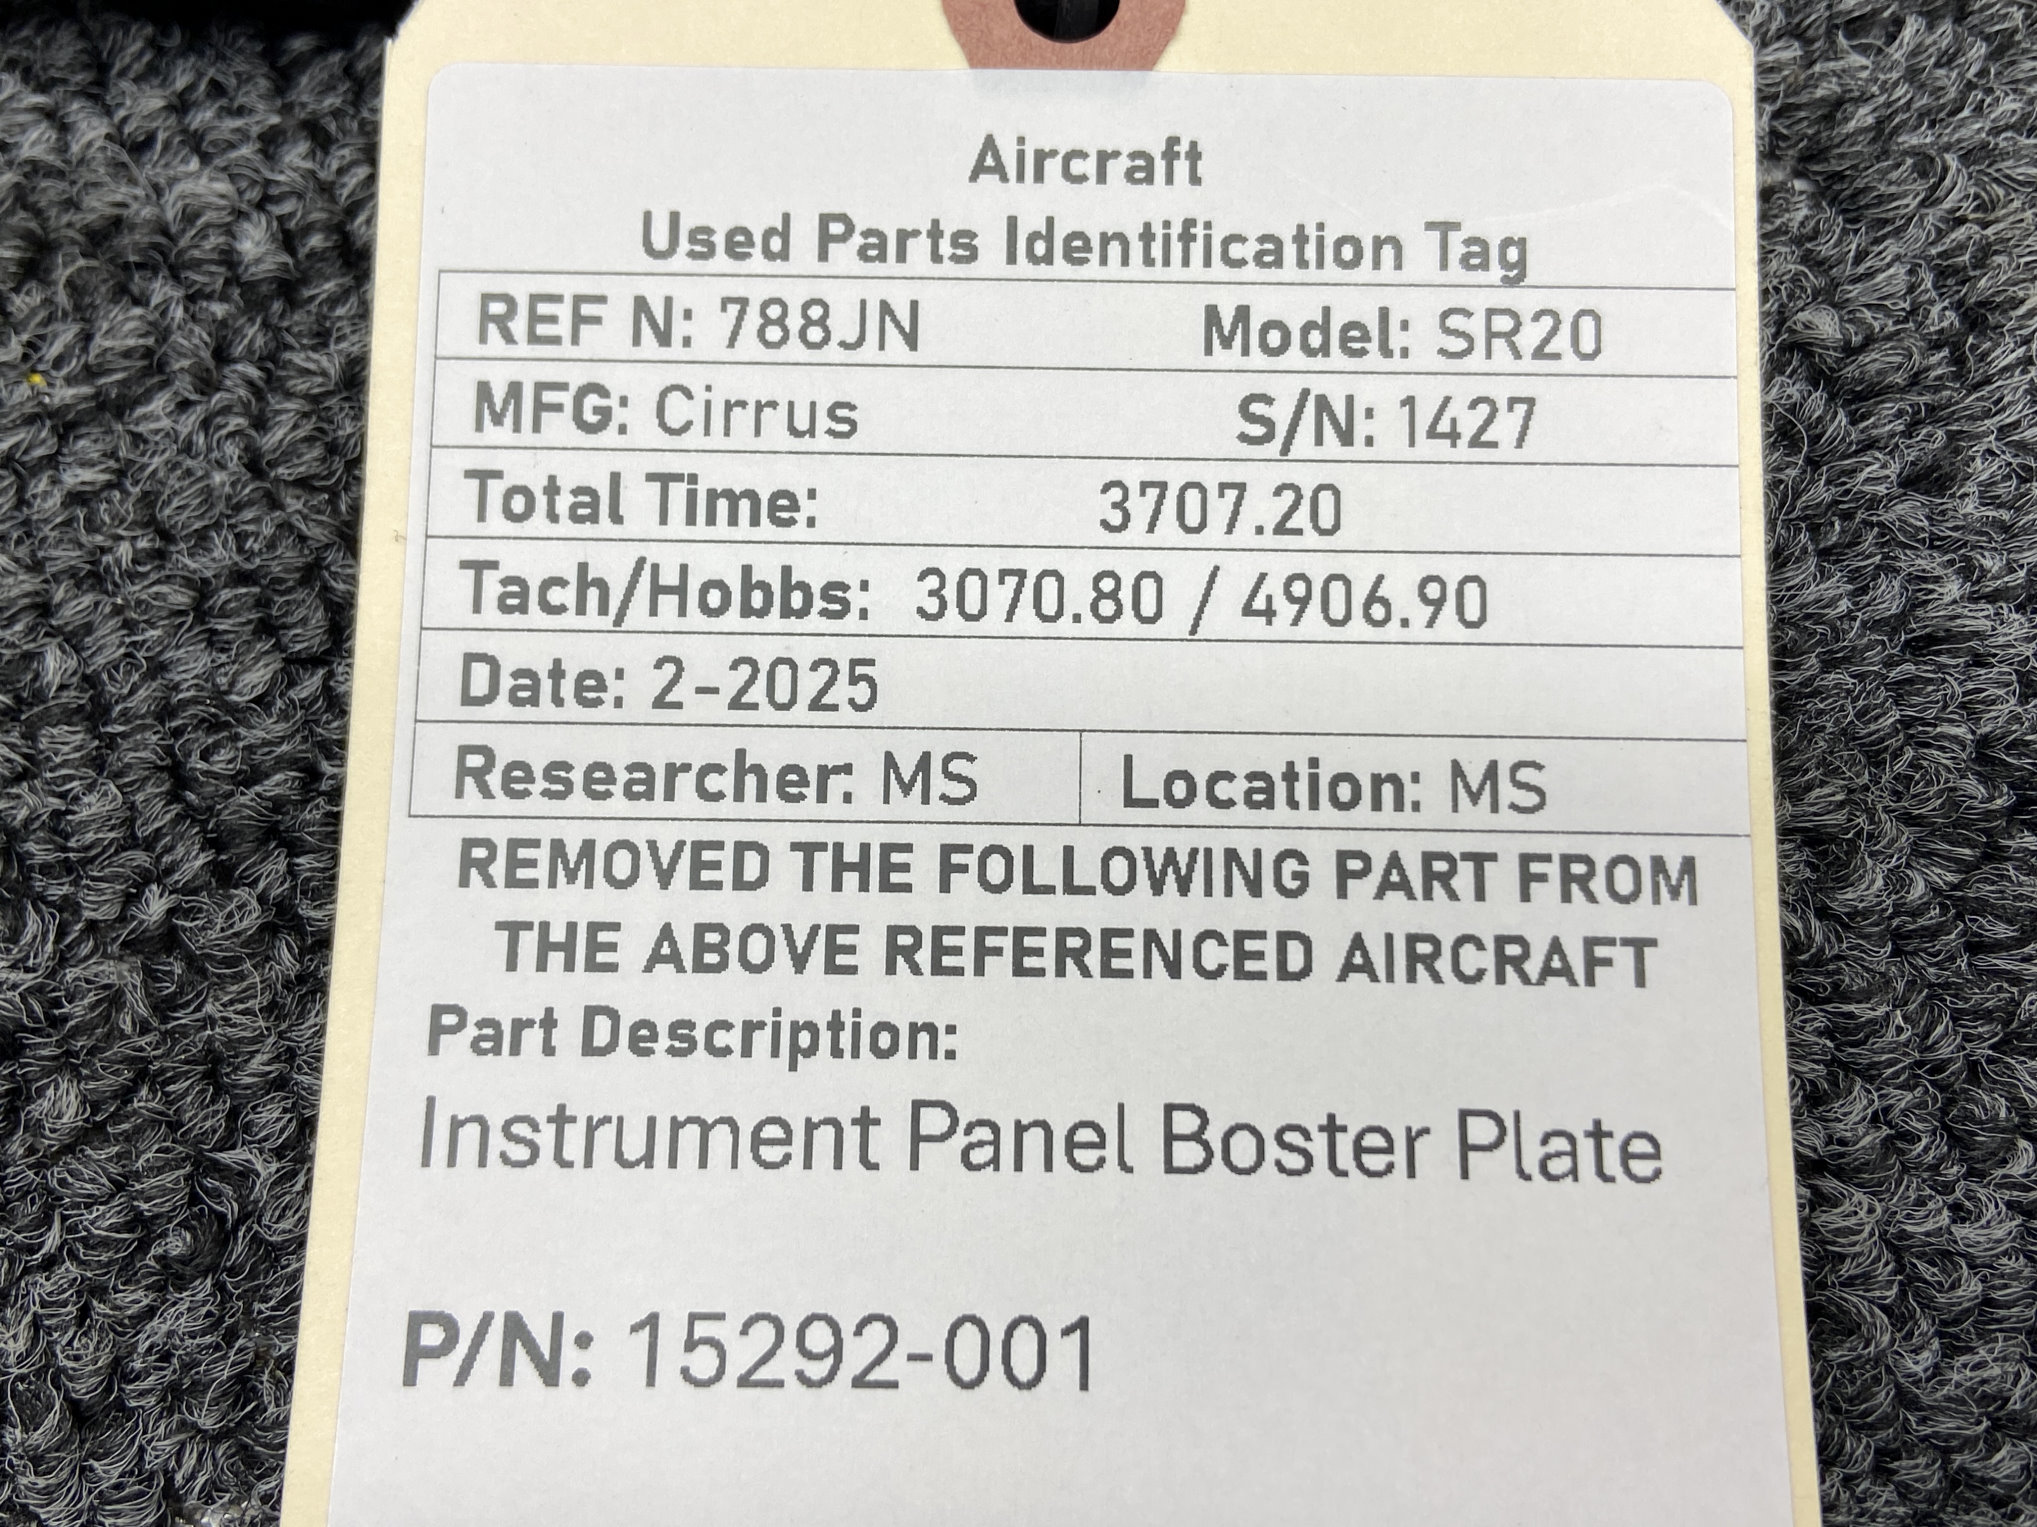 Aircraft
Used Parts Identification Tag
REF N: 788JN Model: SR20
MFG: Cirrus S/N: 1427
Total Time: 3707.20
Tach/Hobbs: 3070.80 / 4906.90
Date: 2-2025
Researcher: MS Location: MS
REMOVED THE FOLLOWING PART FROM
THE ABOVE REFERENCED AIRCRAFT
Part Description:
Instrument Panel Boster Plate
P/N: 15292-001